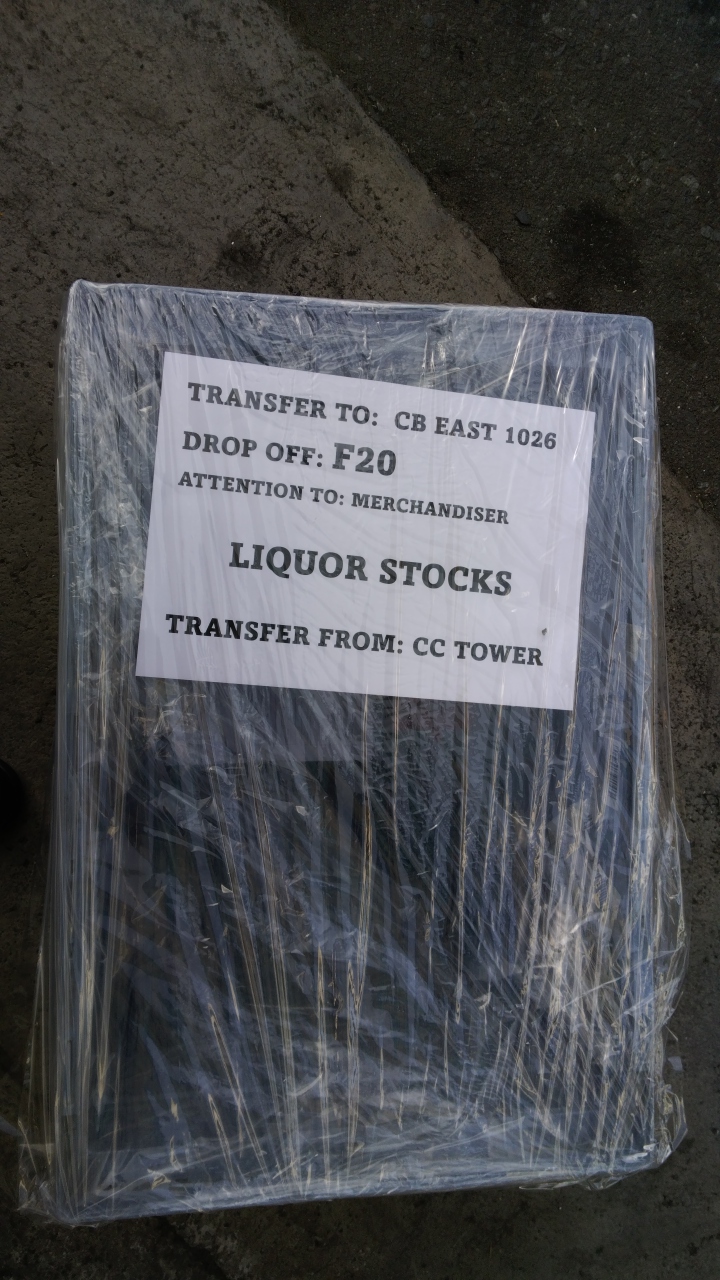 TRANSFER TO: CB EAST 1026
DROP OFF: F20
ATTENTION TO: MERCHANDISER
LIQUOR STOCKS
TRANSFER FROM: CC TOWER